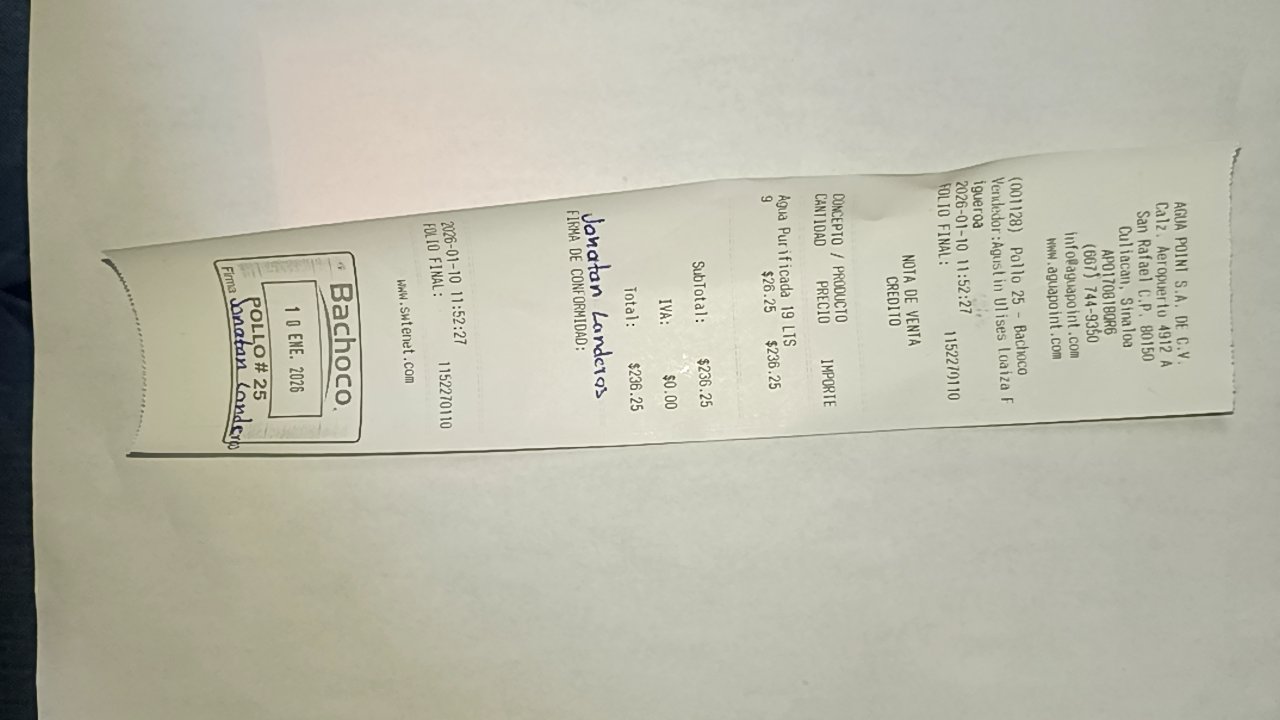 AGUA POINT S.A. DE C.V.
Calz. Aeropuerto 4912 A
San Rafael C.P. 80150
Culiacan, Sinaloa
APO170618QR6
(667) 744-9350
info@aguapoint.com
www.aguapoint.com
(001128) Pollo 25 - Bachoco
Vendedor:Agustin Ulises Loaiza F
igueroa
2026-01-10 11:52:27
FOLIO FINAL: 1152270110
NOTA DE VENTA
CREDITO
CONCEPTO / PRODUCTO
CANTIDAD PRECIO IMPORTE
Agua Purificada 19 LTS
9 $26.25 $236.25
SubTotal: $236.25
IVA: $0.00
Total: $236.25
Jonatan Landeros
FIRMA DE CONFORMIDAD:
2026-01-10 11:52:27
FOLIO FINAL: 1152270110
www.swtenet.com
Bachoco.
10 ENE. 2026
POLLO # 25
Firma Jonatan Landeros